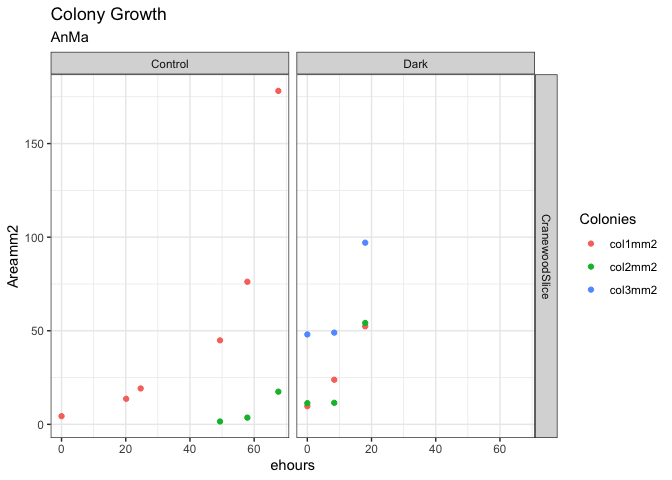 Colony Growth
AnMa
Control
Dark
150
100
50
0
Areamm2
CranewoodSlice
0
20
40
60
0
20
40
60
ehours
Colonies
col1mm2
col2mm2
col3mm2